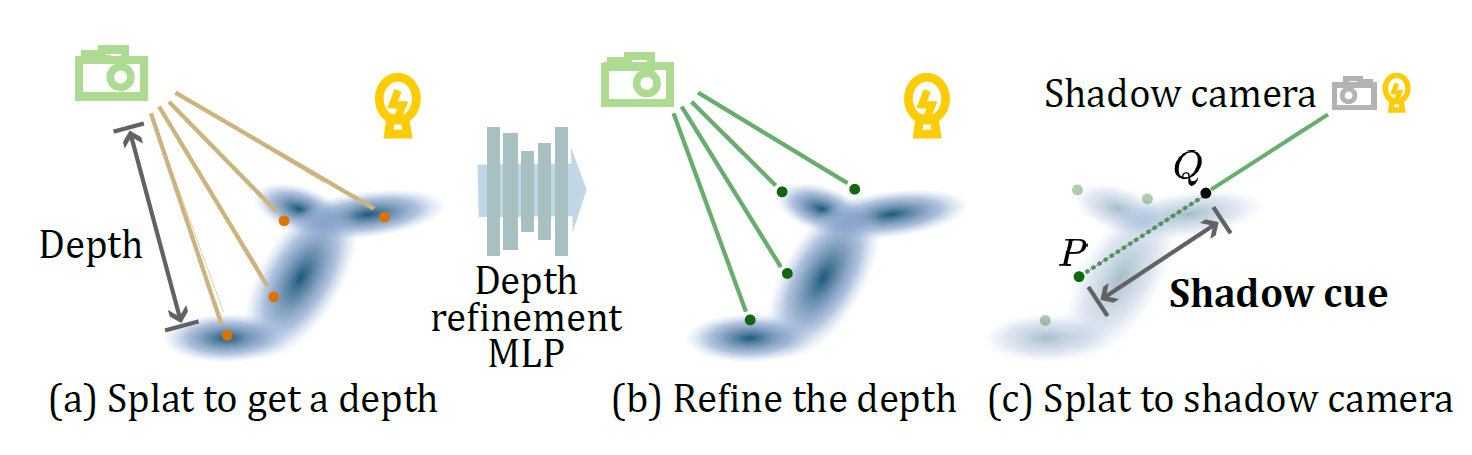 Shadow camera
Q
Depth
P
Shadow cue
Depth
refinement
MLP
(a) Splat to get a depth
(b) Refine the depth
(c) Splat to shadow camera